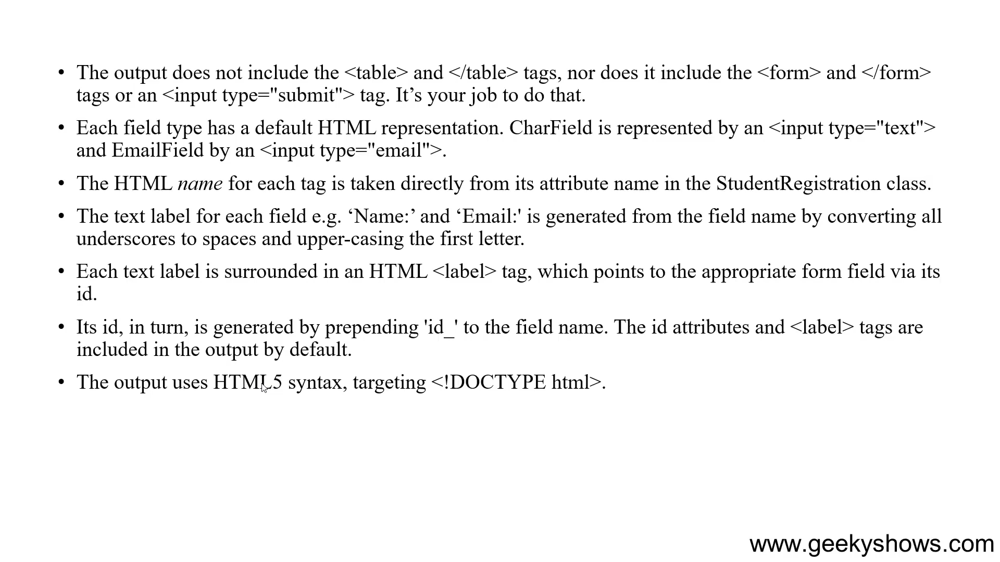 • The output does not include the <table> and </table> tags, nor does it include the <form> and </form>
tags or an <input type="submit"> tag. It’s your job to do that.
• Each field type has a default HTML representation. CharField is represented by an <input type="text">
and EmailField by an <input type="email">.
• The HTML name for each tag is taken directly from its attribute name in the StudentRegistration class.
• The text label for each field e.g. ‘Name:’ and ‘Email:' is generated from the field name by converting all
underscores to spaces and upper-casing the first letter.
• Each text label is surrounded in an HTML <label> tag, which points to the appropriate form field via its
id.
• Its id, in turn, is generated by prepending 'id_' to the field name. The id attributes and <label> tags are
included in the output by default.
• The output uses HTML5 syntax, targeting <!DOCTYPE html>.
www.geekyshows.com